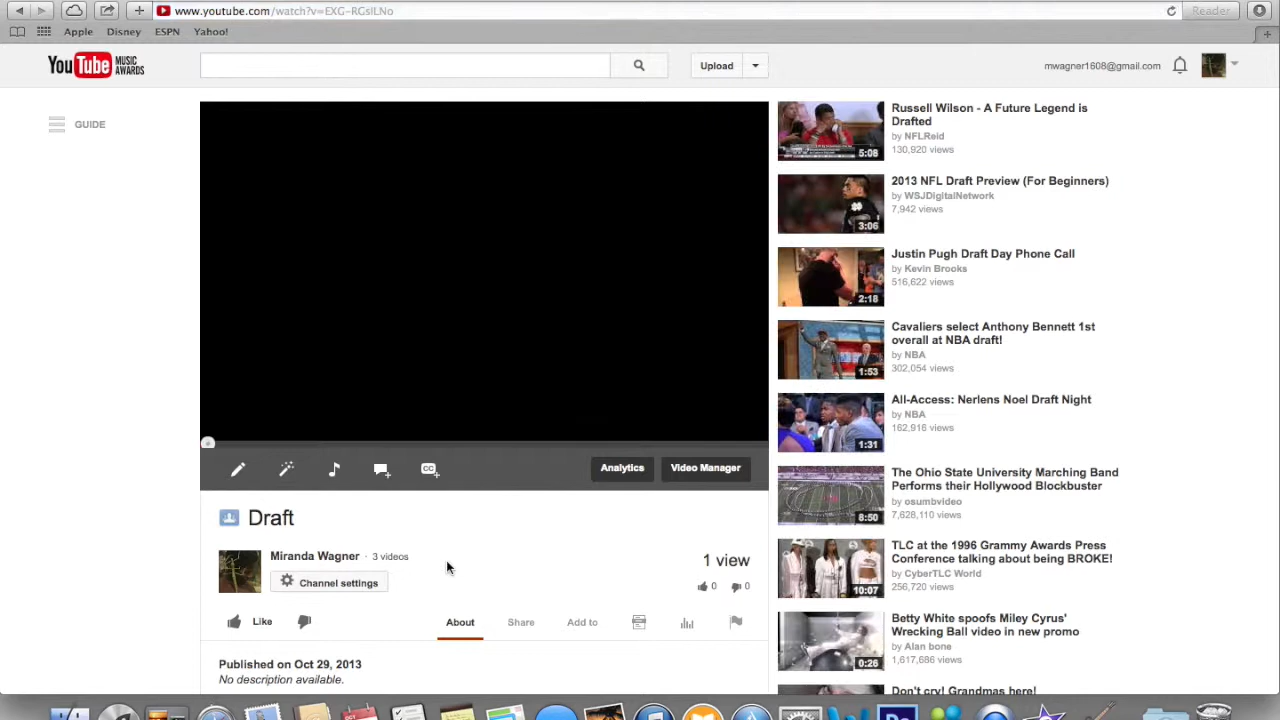 www.youtube.com/watch?v=EXG-RGslLNo
Reader
Apple Disney ESPN Yahoo!
YouTube MUSIC AWARDS
Upload
mwagner1608@gmail.com
GUIDE
Analytics
Video Manager
CC
Draft
Miranda Wagner · 3 videos
Channel settings
1 view
0 0
Like
About
Share
Add to
Published on Oct 29, 2013
No description available.
Russell Wilson - A Future Legend is
Drafted
by NFLReid
130,920 views
5:08
2013 NFL Draft Preview (For Beginners)
by WSJDigitalNetwork
7,942 views
3:06
Justin Pugh Draft Day Phone Call
by Kevin Brooks
516,622 views
2:18
Cavaliers select Anthony Bennett 1st
overall at NBA draft!
by NBA
302,054 views
1:53
All-Access: Nerlens Noel Draft Night
by NBA
162,916 views
1:31
The Ohio State University Marching Band
Performs their Hollywood Blockbuster
by osumbvideo
7,628,110 views
8:50
TLC at the 1996 Grammy Awards Press
Conference talking about being BROKE!
by CyberTLC World
256,720 views
10:07
Betty White spoofs Miley Cyrus'
Wrecking Ball video in new promo
by Alan bone
1,617,686 views
0:26
Don't cry! Grandmas here!